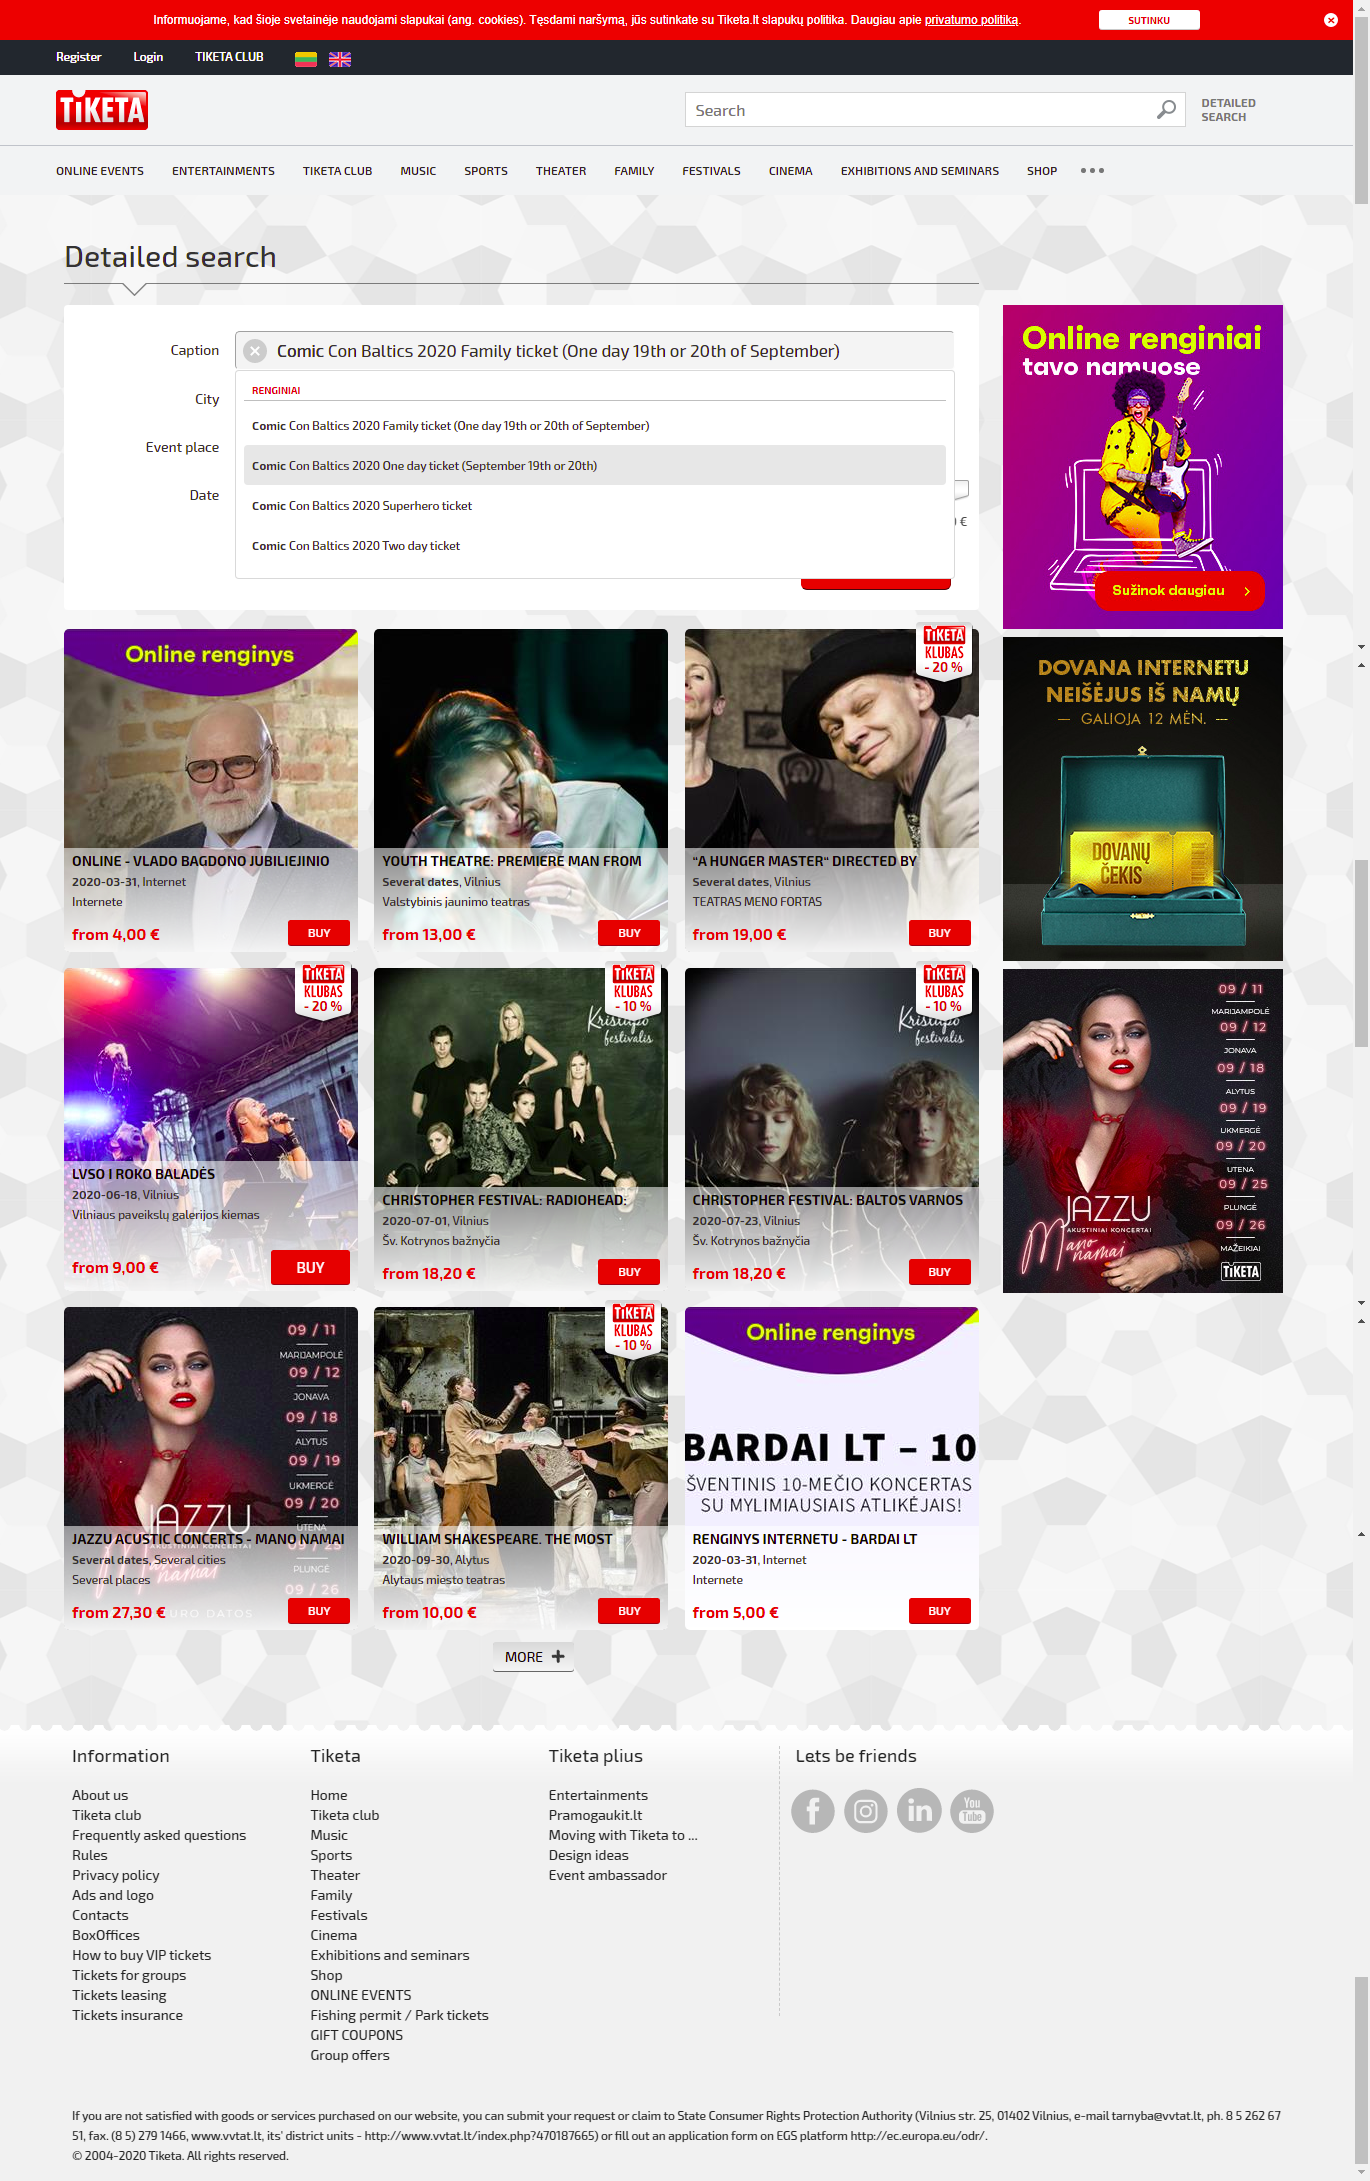 Informuojame, kad šioje svetainėje naudojami slapukai (ang. cookies). Tęsdami naršymą, jūs sutinkate su Tiketa.lt slapukų politika. Daugiau apie privatumo politiką.
SUTINKU
Register
Login
TIKETA CLUB
TiKETA
Search
DETAILED
SEARCH
ONLINE EVENTS
ENTERTAINMENTS
TIKETA CLUB
MUSIC
SPORTS
THEATER
FAMILY
FESTIVALS
CINEMA
EXHIBITIONS AND SEMINARS
SHOP
Detailed search
Caption
Comic Con Baltics 2020 Family ticket (One day 19th or 20th of September)
City
Event place
Date
RENGINIAI
Comic Con Baltics 2020 Family ticket (One day 19th or 20th of September)
Comic Con Baltics 2020 One day ticket (September 19th or 20th)
Comic Con Baltics 2020 Superhero ticket
Comic Con Baltics 2020 Two day ticket
€
Online renginiai
tavo namuose
Sužinok daugiau
DOVANA INTERNETU
NEIŠĖJUS IŠ NAMŲ
— GALIOJA 12 MĖN. —
DOVANŲ
ČEKIS
09 / 11
MARIJAMPOLĖ
09 / 12
JONAVA
09 / 18
ALYTUS
09 / 19
UKMERGĖ
09 / 20
UTENA
09 / 25
PLUNGĖ
09 / 26
MAŽEIKIAI
JAZZU
AKUSTINIAI KONCERTAI
Mano namai
TiKETA
Online renginys
ONLINE - VLADO BAGDONO JUBILIEJINIO
2020-03-31, Internet
Internete
from 4,00 €
BUY
YOUTH THEATRE: PREMIERE MAN FROM
Several dates, Vilnius
Valstybinis jaunimo teatras
from 13,00 €
BUY
TiKETA
KLUBAS
- 20 %
"A HUNGER MASTER" DIRECTED BY
Several dates, Vilnius
TEATRAS MENO FORTAS
from 19,00 €
BUY
TiKETA
KLUBAS
- 20 %
LVSO I ROKO BALADĖS
2020-06-18, Vilnius
Vilniaus paveikslų galerijos kiemas
from 9,00 €
BUY
TiKETA
KLUBAS
- 10 %
Kristupo
festivalis
CHRISTOPHER FESTIVAL: RADIOHEAD:
2020-07-01, Vilnius
Šv. Kotrynos bažnyčia
from 18,20 €
BUY
TiKETA
KLUBAS
- 10 %
Kristupo
festivalis
CHRISTOPHER FESTIVAL: BALTOS VARNOS
2020-07-23, Vilnius
Šv. Kotrynos bažnyčia
from 18,20 €
BUY
09 / 11
MARIJAMPOLĖ
09 / 12
JONAVA
09 / 18
ALYTUS
09 / 19
UKMERGĖ
09 / 20
UTENA
09 / 25
PLUNGĖ
09 / 26
JAZZU
Mano namai
JAZZU ACUSTIC CONCERTS - MANO NAMAI
Several dates, Several cities
Several places
from 27,30 €
BUY
TiKETA
KLUBAS
- 10 %
WILLIAM SHAKESPEARE. THE MOST
2020-09-30, Alytus
Alytaus miesto teatras
from 10,00 €
BUY
Online renginys
BARDAI LT – 10
ŠVENTINIS 10-MEČIO KONCERTAS
SU MYLIMIAUSIAIS ATLIKĖJAIS!
RENGINYS INTERNETU - BARDAI LT
2020-03-31, Internet
Internete
from 5,00 €
BUY
MORE
Information
About us
Tiketa club
Frequently asked questions
Rules
Privacy policy
Ads and logo
Contacts
BoxOffices
How to buy VIP tickets
Tickets for groups
Tickets leasing
Tickets insurance
Tiketa
Home
Tiketa club
Music
Sports
Theater
Family
Festivals
Cinema
Exhibitions and seminars
Shop
ONLINE EVENTS
Fishing permit / Park tickets
GIFT COUPONS
Group offers
Tiketa plius
Entertainments
Pramogaukit.lt
Moving with Tiketa to ...
Design ideas
Event ambassador
Lets be friends
f
in
You
Tube
If you are not satisfied with goods or services purchased on our website, you can submit your request or claim to State Consumer Rights Protection Authority (Vilnius str. 25, 01402 Vilnius, e-mail tarnyba@vvtat.lt, ph. 8 5 262 67
51, fax. (8 5) 279 1466, www.vvtat.lt, its' district units - http://www.vvtat.lt/index.php?470187665) or fill out an application form on EGS platform http://ec.europa.eu/odr/.
© 2004-2020 Tiketa. All rights reserved.